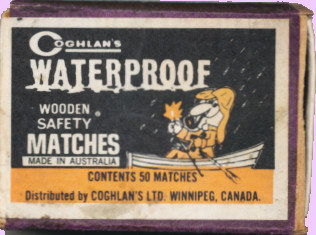 COGHLAN'S
WATERPROOF
WOODEN
SAFETY®
MATCHES
MADE IN AUSTRALIA
CONTENTS 50 MATCHES
Distributed by COGHLAN'S LTD. WINNIPEG, CANADA.